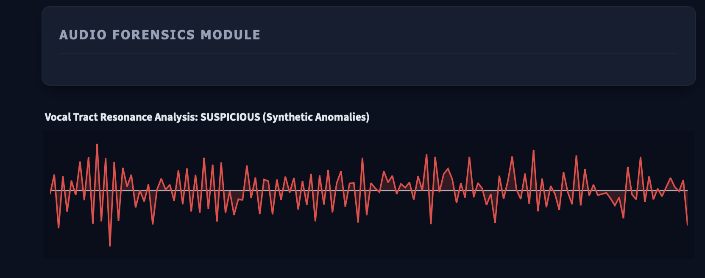 AUDIO FORENSICS MODULE
Vocal Tract Resonance Analysis: SUSPICIOUS (Synthetic Anomalies)